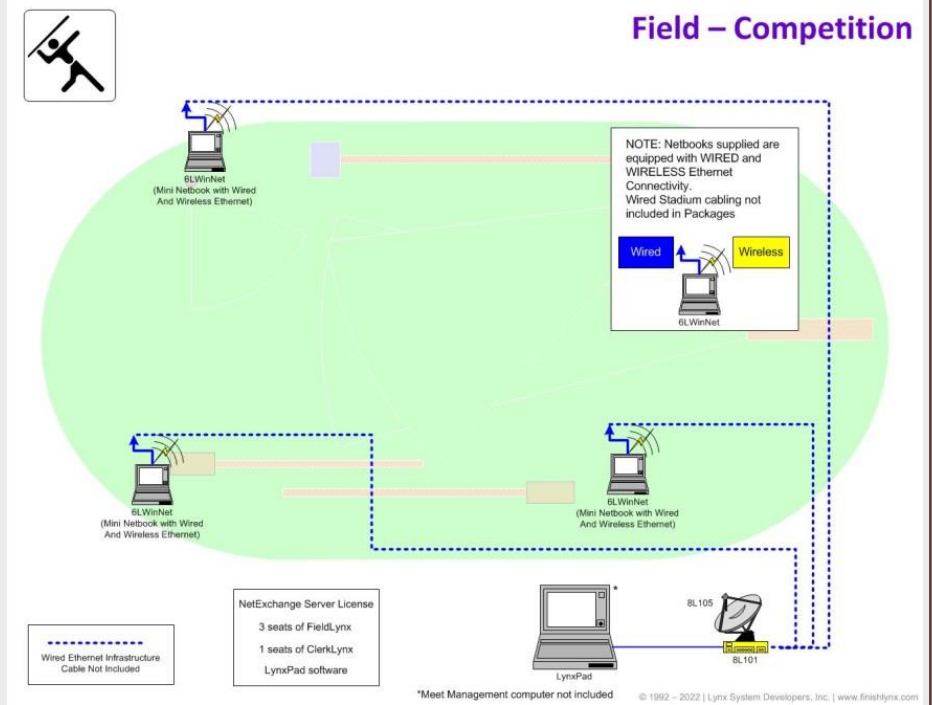 Field – Competition
6LWinNet
(Mini Netbook with Wired
And Wireless Ethernet)
NOTE: Netbooks supplied are
equipped with WIRED and
WIRELESS Ethernet
Connectivity.
Wired Stadium cabling not
included in Packages
Wired
Wireless
6LWinNet
6LWinNet
(Mini Netbook with Wired
And Wireless Ethernet)
6LWinNet
(Mini Netbook with Wired
And Wireless Ethernet)
Wired Ethernet Infrastructure
Cable Not Included
NetExchange Server License
3 seats of FieldLynx
1 seats of ClerkLynx
LynxPad software
*
LynxPad
8L105
8L101
*Meet Management computer not included
© 1992 – 2022 | Lynx System Developers, Inc. | www.finishlynx.com